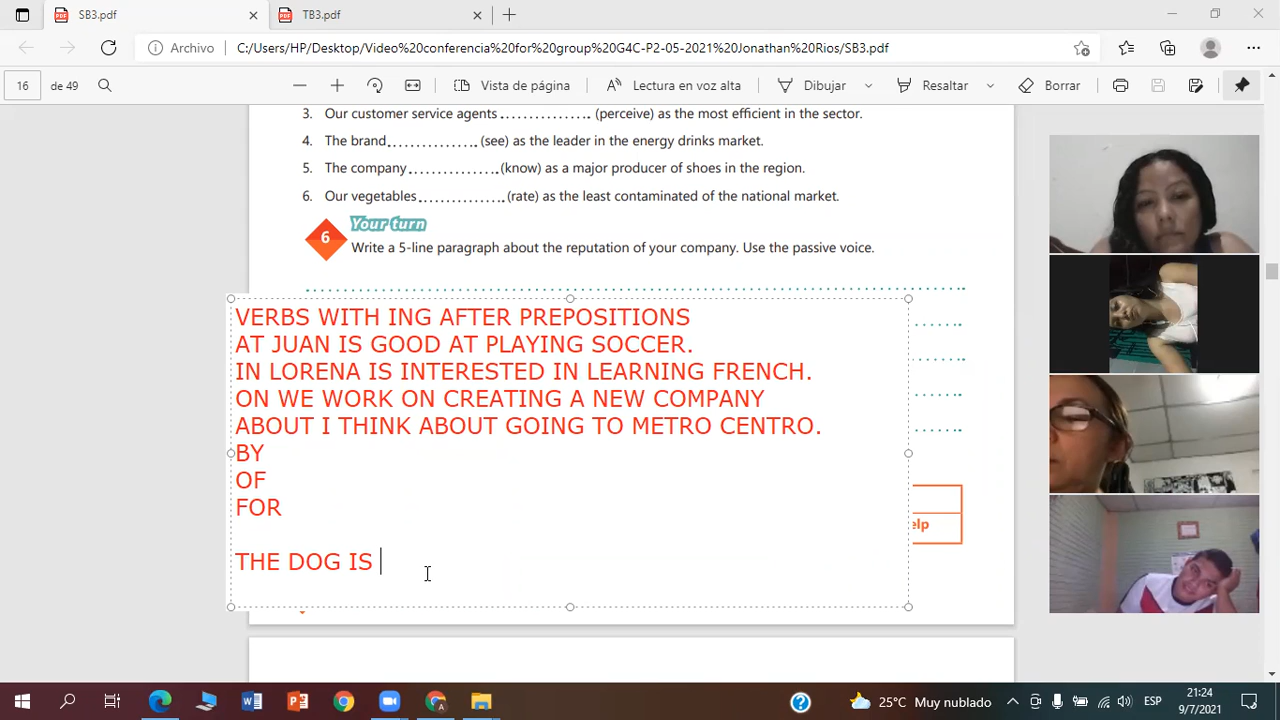 SB3.pdf
TB3.pdf
Archivo
C:/Users/HP/Desktop/Video%20conferencia%20for%20group%20G4C-P2-05-2021%20Jonathan%20Rios/SB3.pdf
16 de 49
Vista de página
Lectura en voz alta
Dibujar
Resaltar
Borrar
3. Our customer service agents .............. (perceive) as the most efficient in the sector.
4. The brand.............. (see) as the leader in the energy drinks market.
5. The company.............. (know) as a major producer of shoes in the region.
6. Our vegetables.............. (rate) as the least contaminated of the national market.
6 Your turn
Write a 5-line paragraph about the reputation of your company. Use the passive voice.
VERBS WITH ING AFTER PREPOSITIONS
AT JUAN IS GOOD AT PLAYING SOCCER.
IN LORENA IS INTERESTED IN LEARNING FRENCH.
ON WE WORK ON CREATING A NEW COMPANY
ABOUT I THINK ABOUT GOING TO METRO CENTRO.
BY
OF
FOR
elp
THE DOG IS
25°C Muy nublado
ESP
21:24
9/7/2021